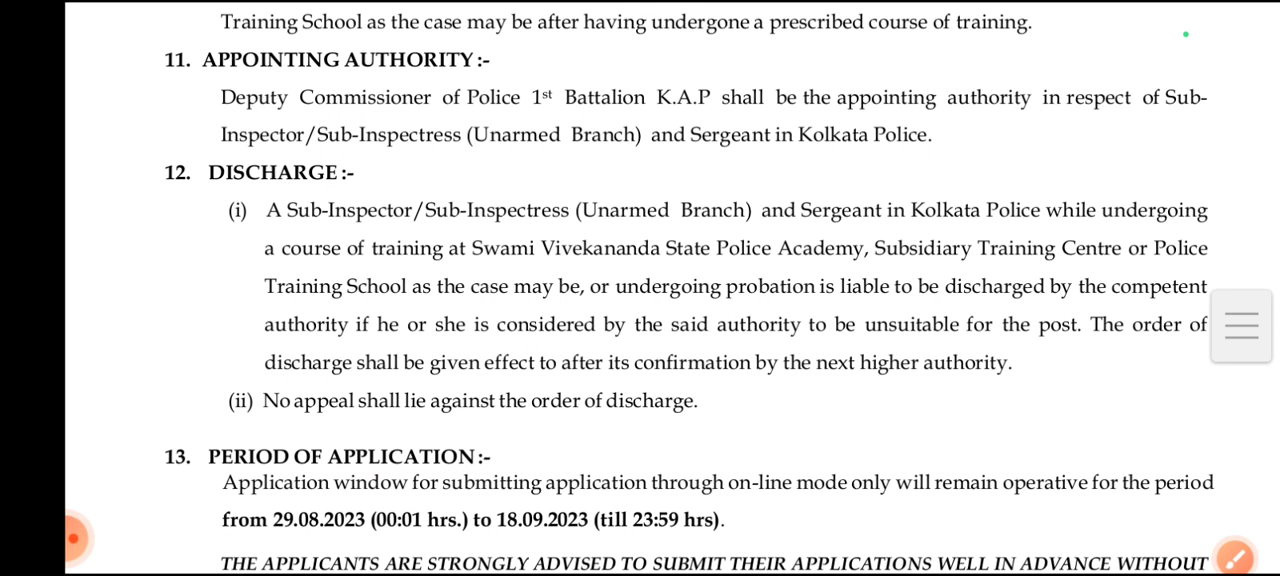 Training School as the case may be after having undergone a prescribed course of training.
11. APPOINTING AUTHORITY :-
Deputy Commissioner of Police 1st Battalion K.A.P shall be the appointing authority in respect of Sub-
Inspector/Sub-Inspectress (Unarmed Branch) and Sergeant in Kolkata Police.
12. DISCHARGE :-
(i) A Sub-Inspector/Sub-Inspectress (Unarmed Branch) and Sergeant in Kolkata Police while undergoing
a course of training at Swami Vivekananda State Police Academy, Subsidiary Training Centre or Police
Training School as the case may be, or undergoing probation is liable to be discharged by the competent
authority if he or she is considered by the said authority to be unsuitable for the post. The order of
discharge shall be given effect to after its confirmation by the next higher authority.
(ii) No appeal shall lie against the order of discharge.
13. PERIOD OF APPLICATION :-
Application window for submitting application through on-line mode only will remain operative for the period
from 29.08.2023 (00:01 hrs.) to 18.09.2023 (till 23:59 hrs).
THE APPLICANTS ARE STRONGLY ADVISED TO SUBMIT THEIR APPLICATIONS WELL IN ADVANCE WITHOUT